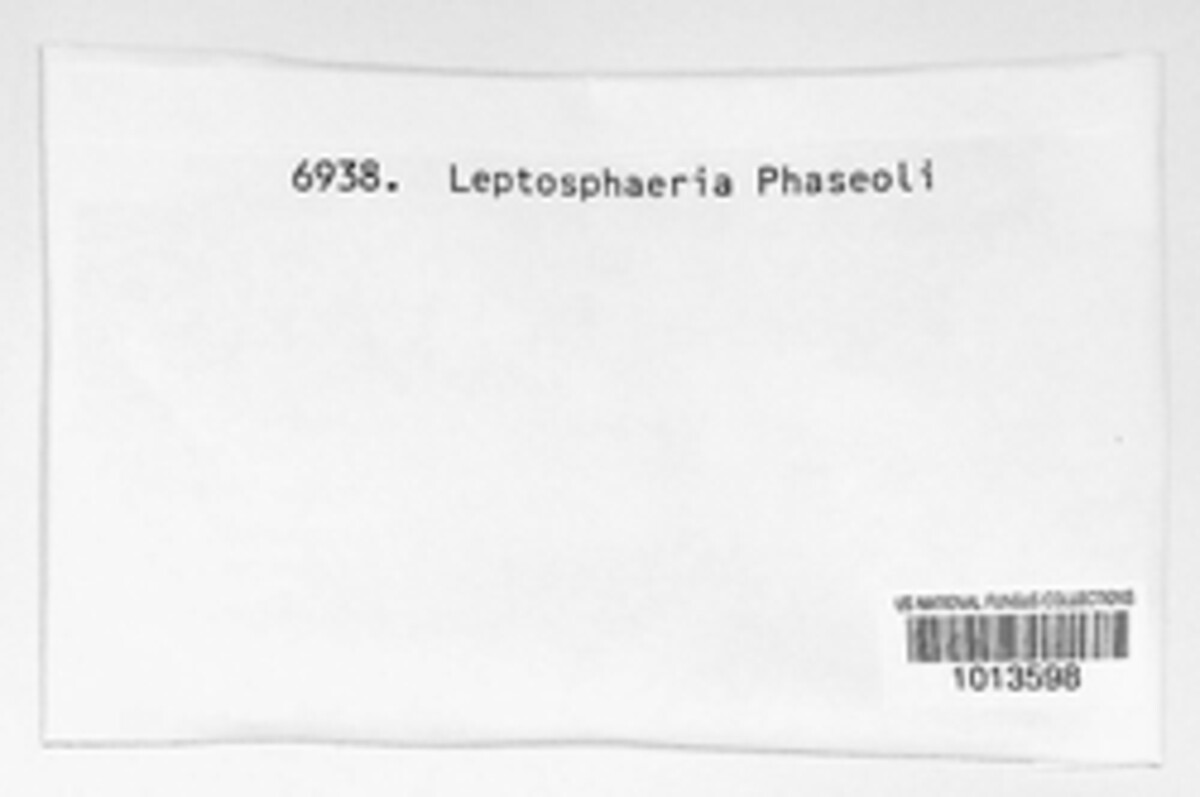 6938. Leptosphaeria Phaseoli
US NATIONAL FUNGUS COLLECTIONS
1013598